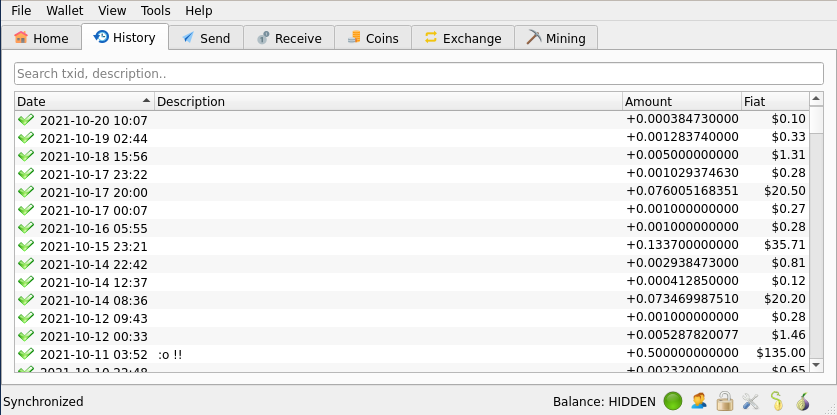 File Wallet View Tools Help
Home History Send Receive Coins Exchange Mining
Search txid, description..
Date Description Amount Fiat
2021-10-20 10:07 +0.000384730000 $0.10
2021-10-19 02:44 +0.001283740000 $0.33
2021-10-18 15:56 +0.005000000000 $1.31
2021-10-17 23:22 +0.001029374630 $0.28
2021-10-17 20:00 +0.076005168351 $20.50
2021-10-17 00:07 +0.001000000000 $0.27
2021-10-16 05:55 +0.001000000000 $0.28
2021-10-15 23:21 +0.133700000000 $35.71
2021-10-14 22:42 +0.002938473000 $0.81
2021-10-14 12:37 +0.000412850000 $0.12
2021-10-14 08:36 +0.073469987510 $20.20
2021-10-12 09:43 +0.001000000000 $0.28
2021-10-12 00:33 +0.005287820077 $1.46
2021-10-11 03:52 :o !! +0.500000000000 $135.00
2021-10-10 22:48 +0.002320000000 $0.65
Synchronized Balance: HIDDEN